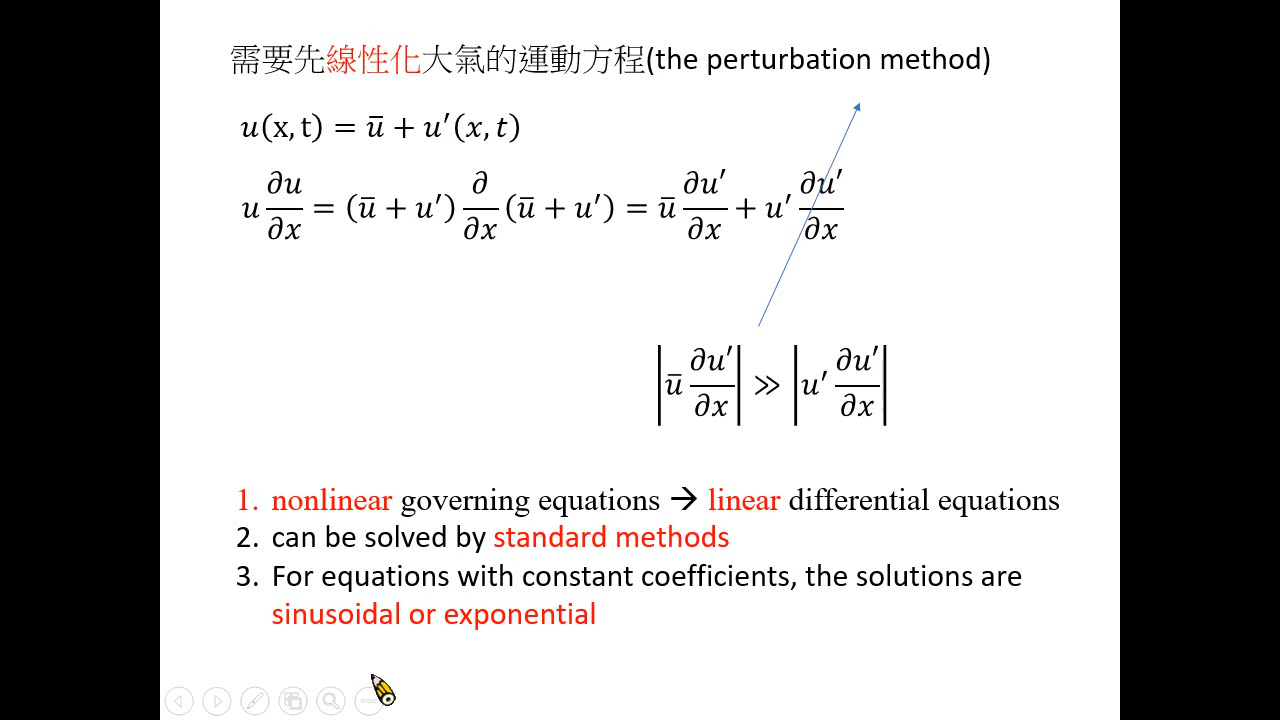 需要先線性化大氣的運動方程(the perturbation method)
u(x,t) = ū + u′(x,t)
u ∂u/∂x = (ū + u′) ∂/∂x (ū + u′) = ū ∂u′/∂x + u′ ∂u′/∂x
|ū ∂u′/∂x| ≫ |u′ ∂u′/∂x|
1. nonlinear governing equations → linear differential equations
2. can be solved by standard methods
3. For equations with constant coefficients, the solutions are
sinusoidal or exponential